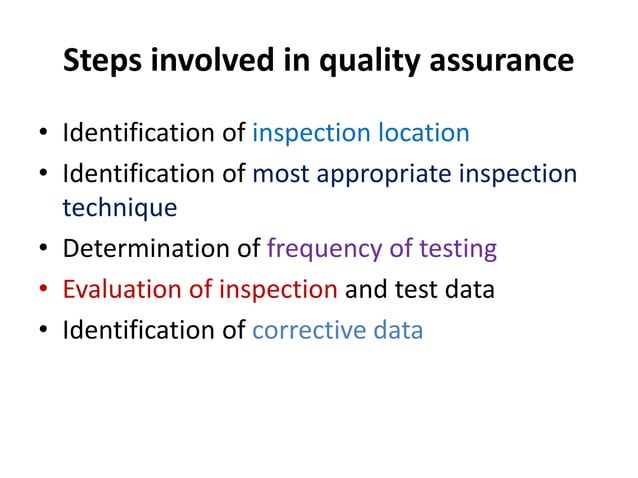 Steps involved in quality assurance
• Identification of inspection location
• Identification of most appropriate inspection
technique
• Determination of frequency of testing
• Evaluation of inspection and test data
• Identification of corrective data